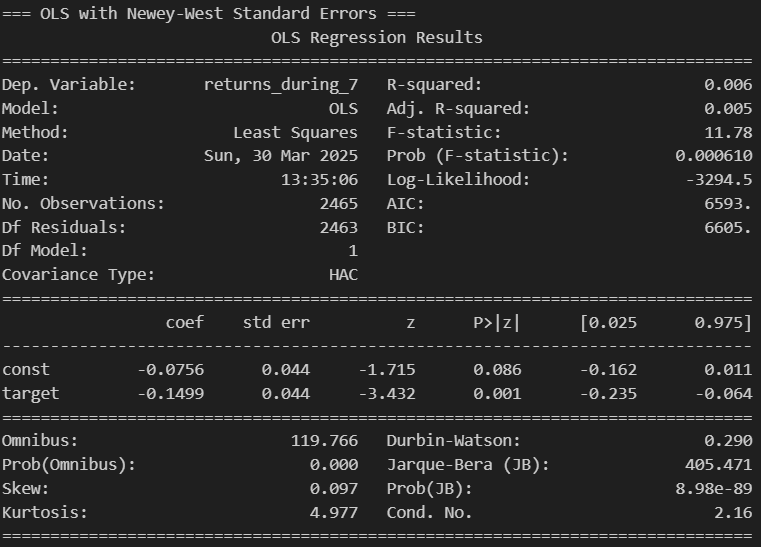 === OLS with Newey-West Standard Errors ===
                            OLS Regression Results
==============================================================================
Dep. Variable:       returns_during_7   R-squared:                       0.006
Model:                            OLS   Adj. R-squared:                  0.005
Method:                 Least Squares   F-statistic:                     11.78
Date:                Sun, 30 Mar 2025   Prob (F-statistic):           0.000610
Time:                        13:35:06   Log-Likelihood:                -3294.5
No. Observations:                2465   AIC:                             6593.
Df Residuals:                    2463   BIC:                             6605.
Df Model:                           1
Covariance Type:                  HAC
==============================================================================
                 coef    std err          z      P>|z|      [0.025      0.975]
------------------------------------------------------------------------------
const         -0.0756      0.044     -1.715      0.086      -0.162       0.011
target        -0.1499      0.044     -3.432      0.001      -0.235      -0.064
==============================================================================
Omnibus:                      119.766   Durbin-Watson:                   0.290
Prob(Omnibus):                  0.000   Jarque-Bera (JB):              405.471
Skew:                           0.097   Prob(JB):                     8.98e-89
Kurtosis:                       4.977   Cond. No.                         2.16
==============================================================================